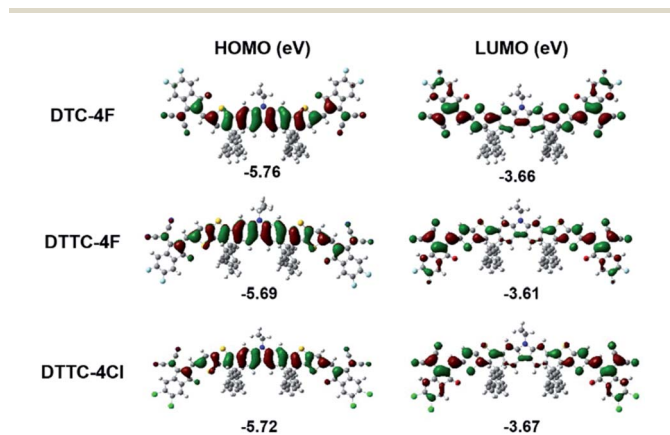 HOMO (eV) LUMO (eV)
DTC-4F
-5.76 -3.66
DTTC-4F
-5.69 -3.61
DTTC-4Cl
-5.72 -3.67